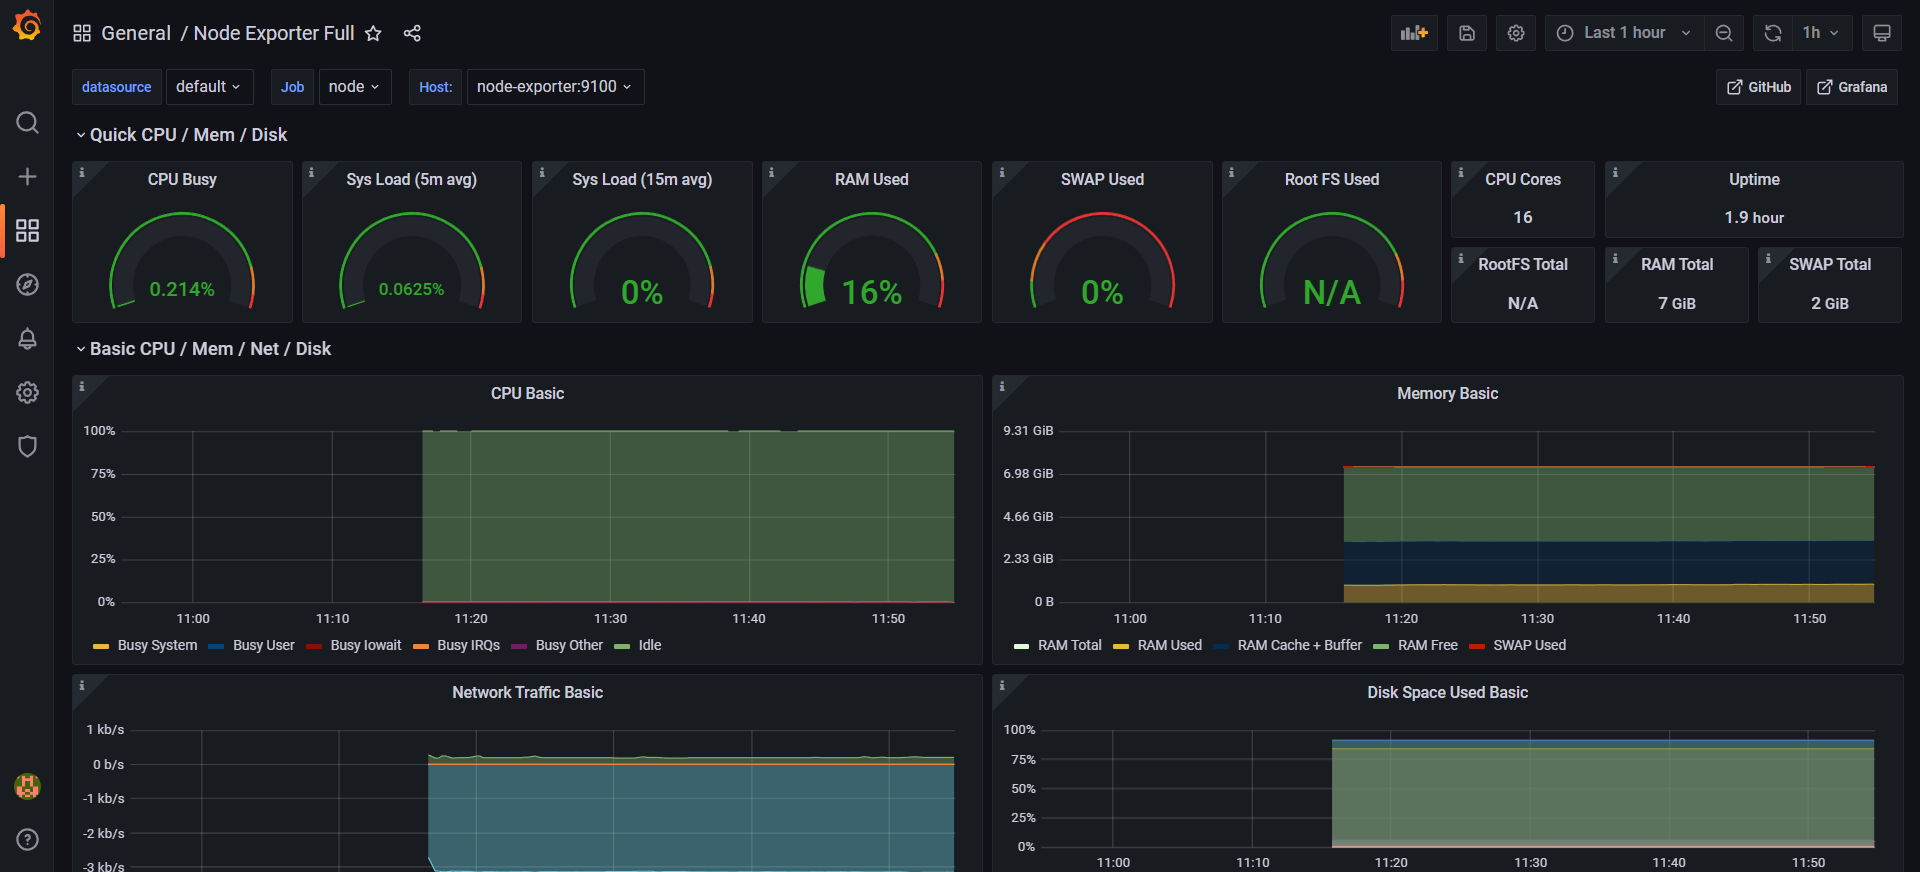 General / Node Exporter Full
Last 1 hour
1h
datasource default Job node Host: node-exporter:9100
GitHub Grafana
Quick CPU / Mem / Disk
CPU Busy
0.214%
Sys Load (5m avg)
0.0625%
Sys Load (15m avg)
0%
RAM Used
16%
SWAP Used
0%
Root FS Used
N/A
CPU Cores
16
Uptime
1.9 hour
RootFS Total
N/A
RAM Total
7 GiB
SWAP Total
2 GiB
Basic CPU / Mem / Net / Disk
CPU Basic
100%
75%
50%
25%
0%
11:00 11:10 11:20 11:30 11:40 11:50
Busy System Busy User Busy Iowait Busy IRQs Busy Other Idle
Memory Basic
9.31 GiB
6.98 GiB
4.66 GiB
2.33 GiB
0 B
11:00 11:10 11:20 11:30 11:40 11:50
RAM Total RAM Used RAM Cache + Buffer RAM Free SWAP Used
Network Traffic Basic
1 kb/s
0 b/s
-1 kb/s
-2 kb/s
-3 kb/s
Disk Space Used Basic
100%
75%
50%
25%
0%
11:00 11:10 11:20 11:30 11:40 11:50